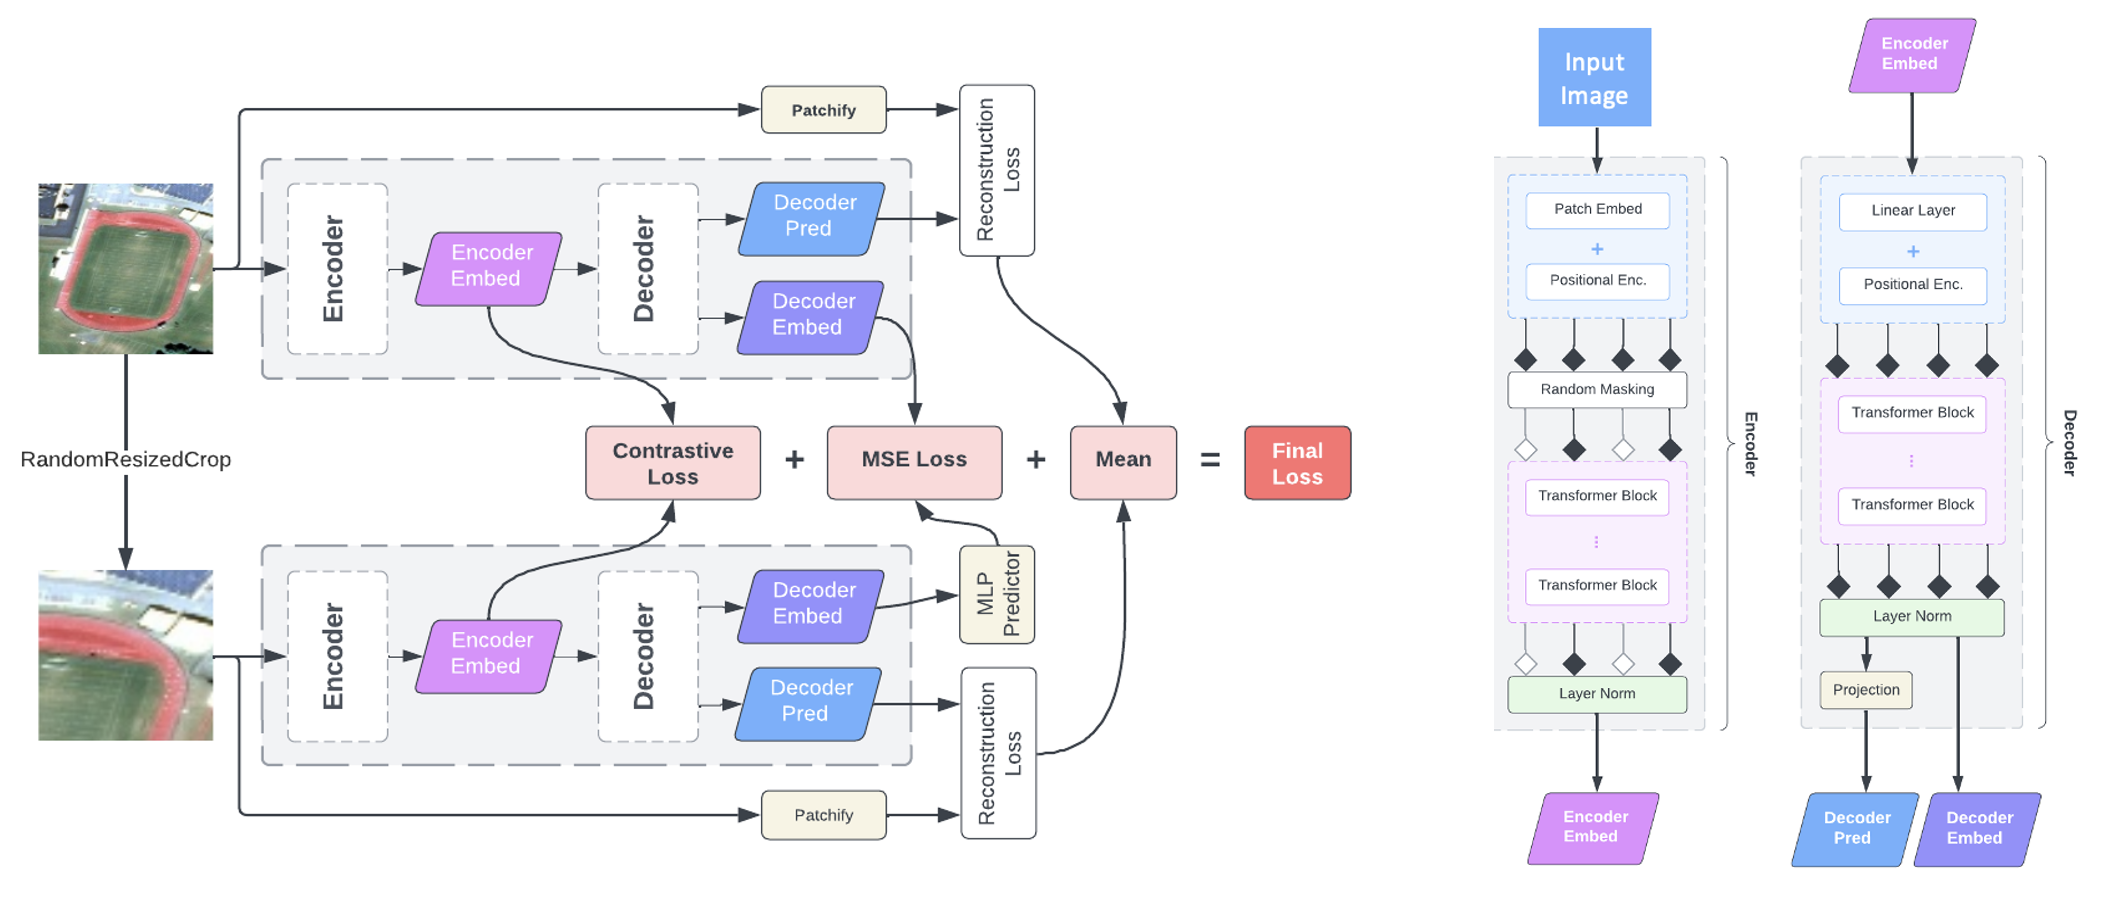 Patchify
Reconstruction
Loss
Encoder
Encoder
Embed
Decoder
Decoder
Pred
Decoder
Embed
RandomResizedCrop
Contrastive
Loss
+
MSE Loss
+
Mean
=
Final
Loss
Encoder
Encoder
Embed
Decoder
Decoder
Embed
Decoder
Pred
MLP
Predictor
Reconstruction
Loss
Patchify
Input
Image
Patch Embed
+
Positional Enc.
Random Masking
Transformer Block
⋮
Transformer Block
Layer Norm
Encoder
Embed
Encoder
Encoder
Embed
Linear Layer
+
Positional Enc.
Transformer Block
⋮
Transformer Block
Layer Norm
Projection
Decoder
Pred
Decoder
Embed
Decoder